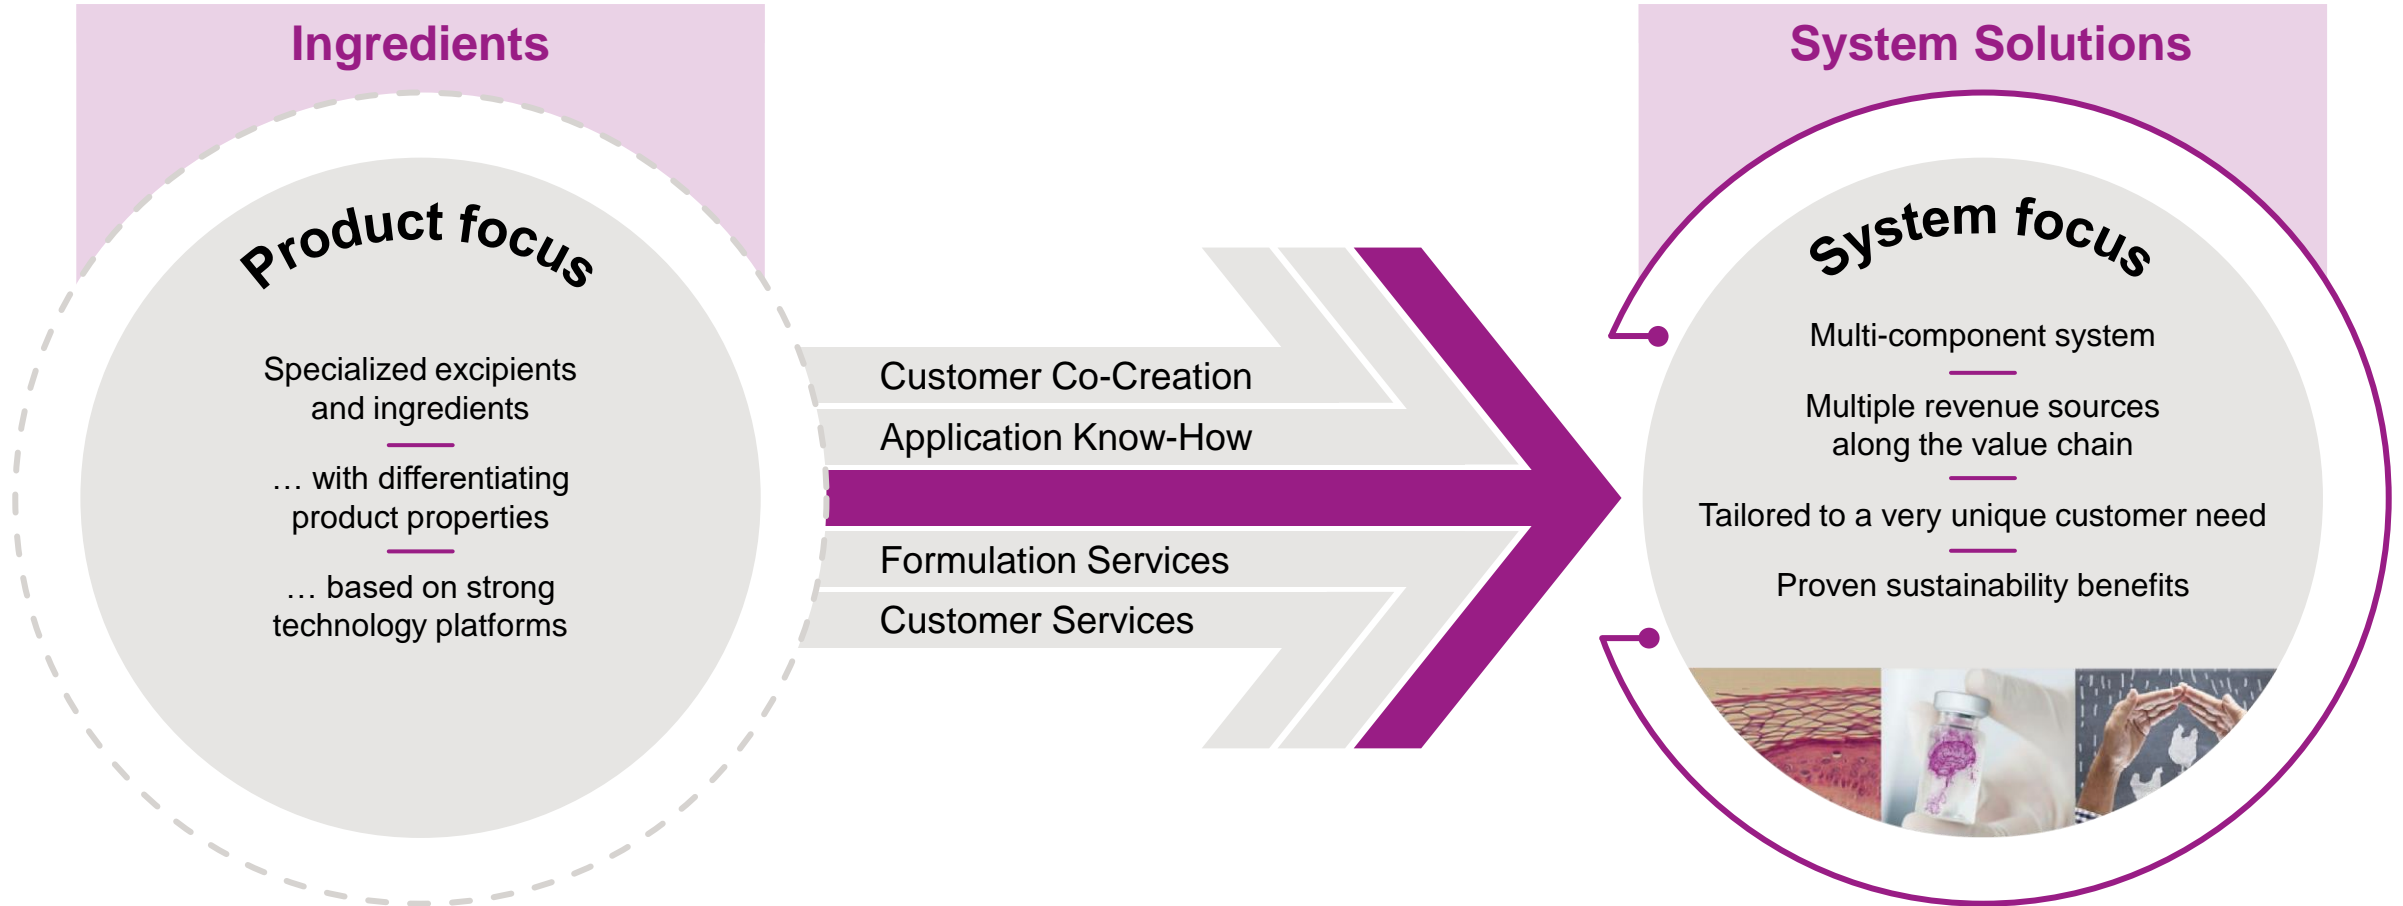 Ingredients
Product focus
Specialized excipients
and ingredients
… with differentiating
product properties
… based on strong
technology platforms
Customer Co-Creation
Application Know-How
Formulation Services
Customer Services
System Solutions
System focus
Multi-component system
Multiple revenue sources
along the value chain
Tailored to a very unique customer need
Proven sustainability benefits